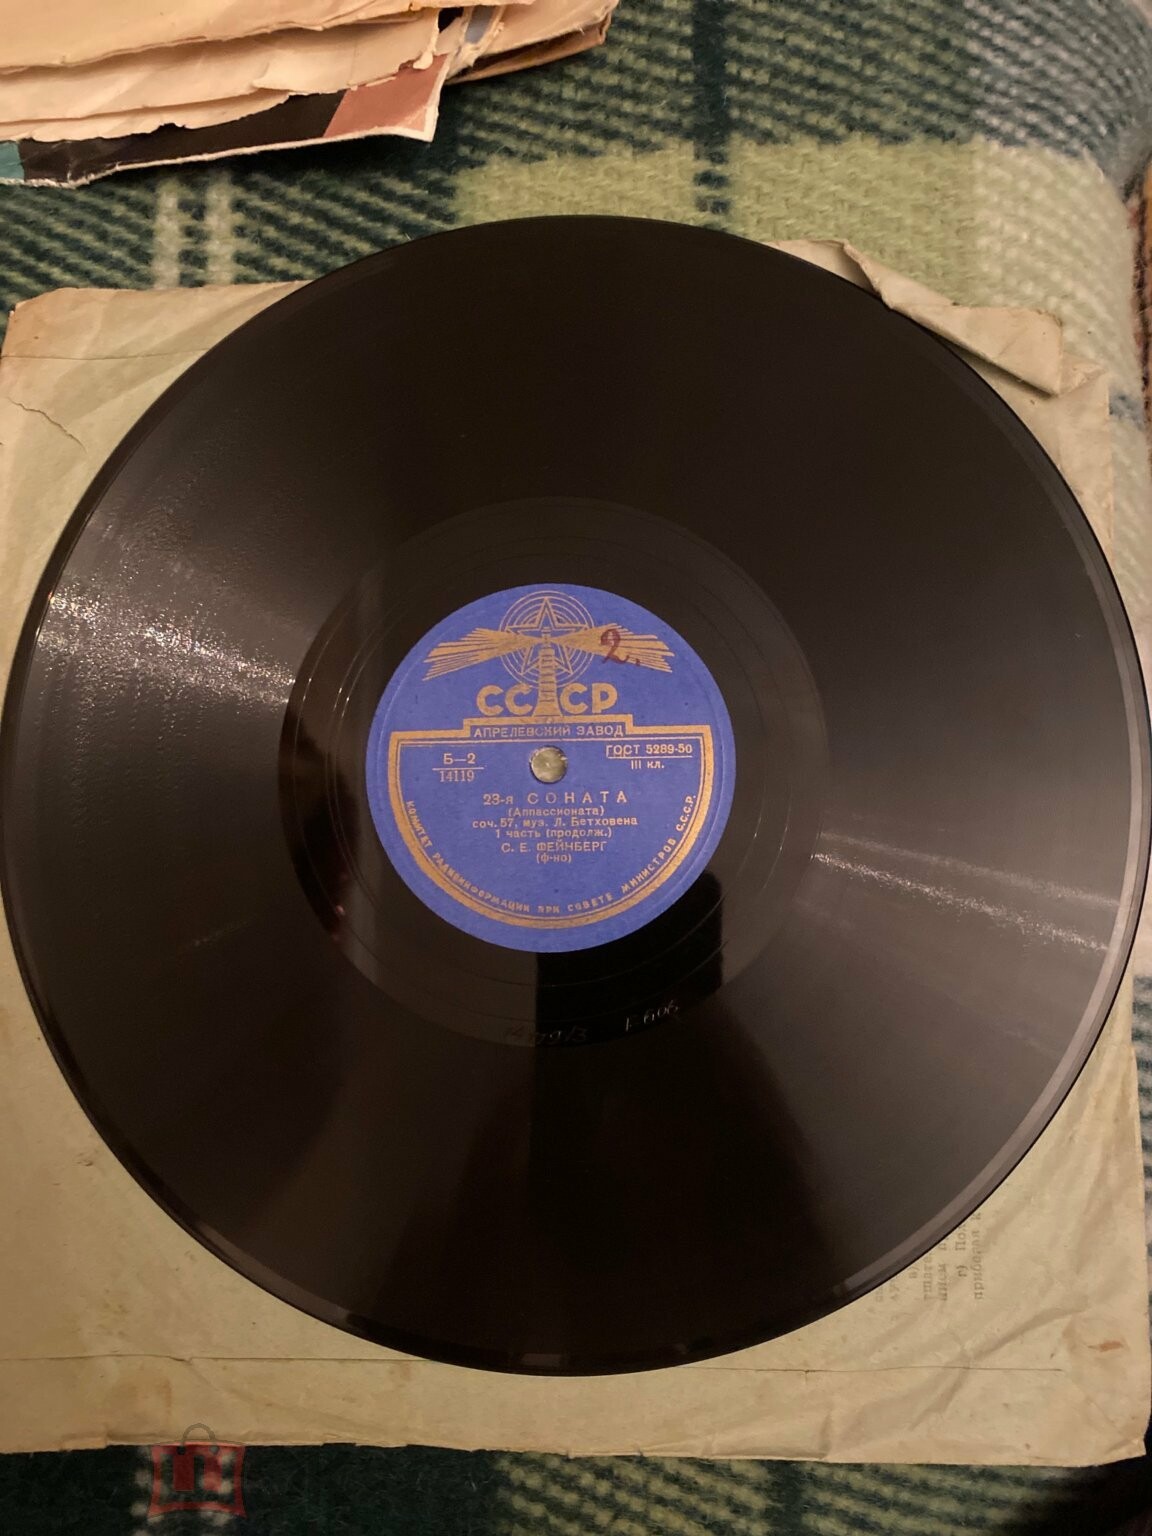 2.
СССР
АПРЕЛЕВСКИЙ ЗАВОД
Б—2
14119
ГОСТ 5289-50
III кл.
23-я СОНАТА
(Аппассионата)
соч. 57, муз. Л. Бетховена
1 часть (продолж.)
С. Е. ФЕЙНБЕРГ
(ф-но)
КОМИТЕТ РАДИОИНФОРМАЦИИ ПРИ СОВЕТЕ МИНИСТРОВ С.С.С.Р.